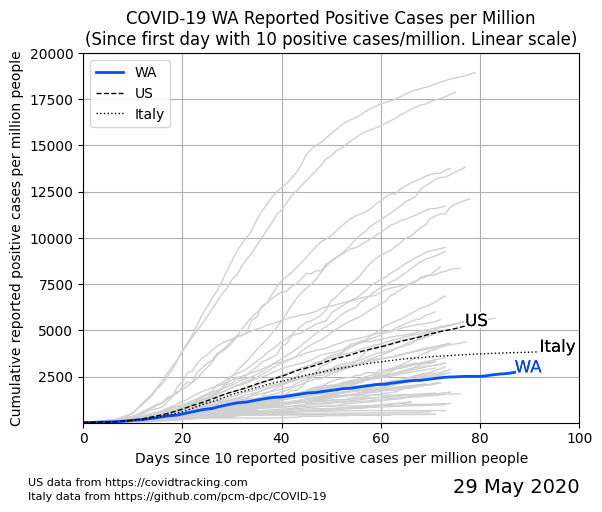 COVID-19 WA Reported Positive Cases per Million
(Since first day with 10 positive cases/million. Linear scale)
Cumulative reported positive cases per million people
20000
17500
15000
12500
10000
7500
5000
2500
WA
US
Italy
US
Italy
WA
0 20 40 60 80 100
Days since 10 reported positive cases per million people
US data from https://covidtracking.com
Italy data from https://github.com/pcm-dpc/COVID-19
29 May 2020